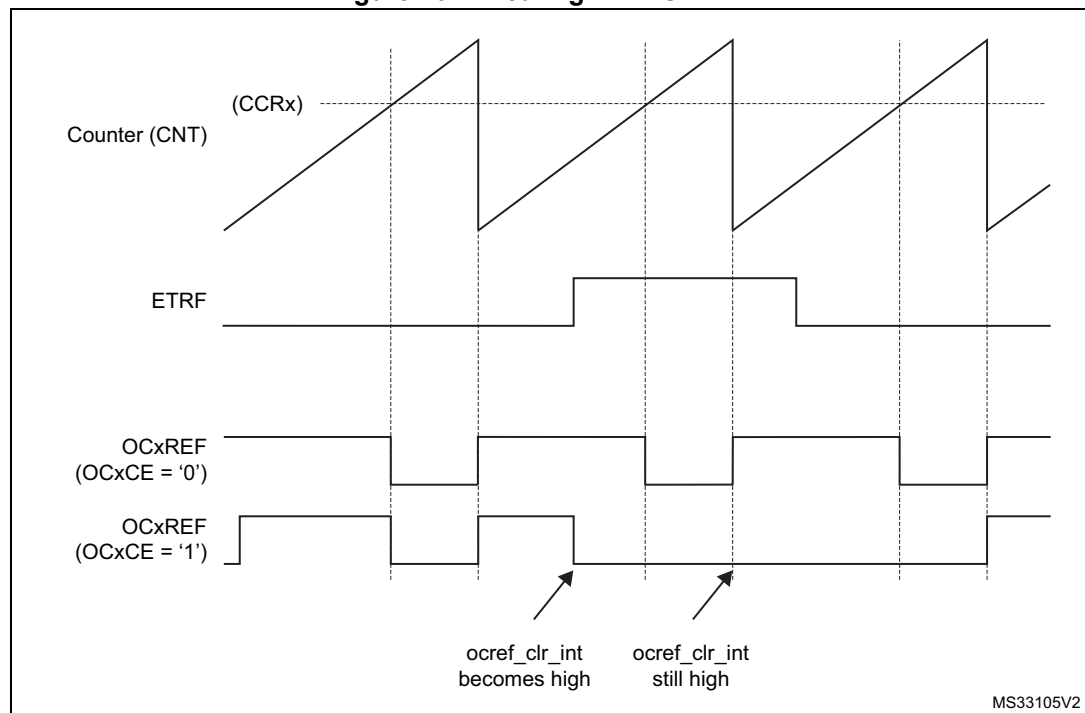 (CCRx)
Counter (CNT)
ETRF
OCxREF
(OCxCE = ‘0’)
OCxREF
(OCxCE = ‘1’)
ocref_clr_int
becomes high
ocref_clr_int
still high
MS33105V2